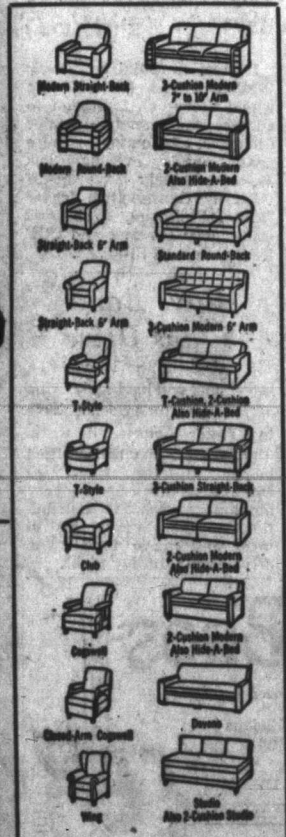 Modern Straight-Back
3-Cushion Modern
7" to 10" Arm
Modern Round-Back
2-Cushion Modern
Also Hide-A-Bed
Straight-Back 6" Arm
Standard Round-Back
Straight-Back 6" Arm
3-Cushion Modern 6" Arm
T-Style
T-Cushion, 2-Cushion
Also Hide-A-Bed
T-Style
3-Cushion Straight-Back
Club
2-Cushion Modern
Also Hide-A-Bed
Cogswell
2-Cushion Modern
Also Hide-A-Bed
Closed-Arm Cogswell
Daveno
Wing
Studio
Also 2-Cushion Studio